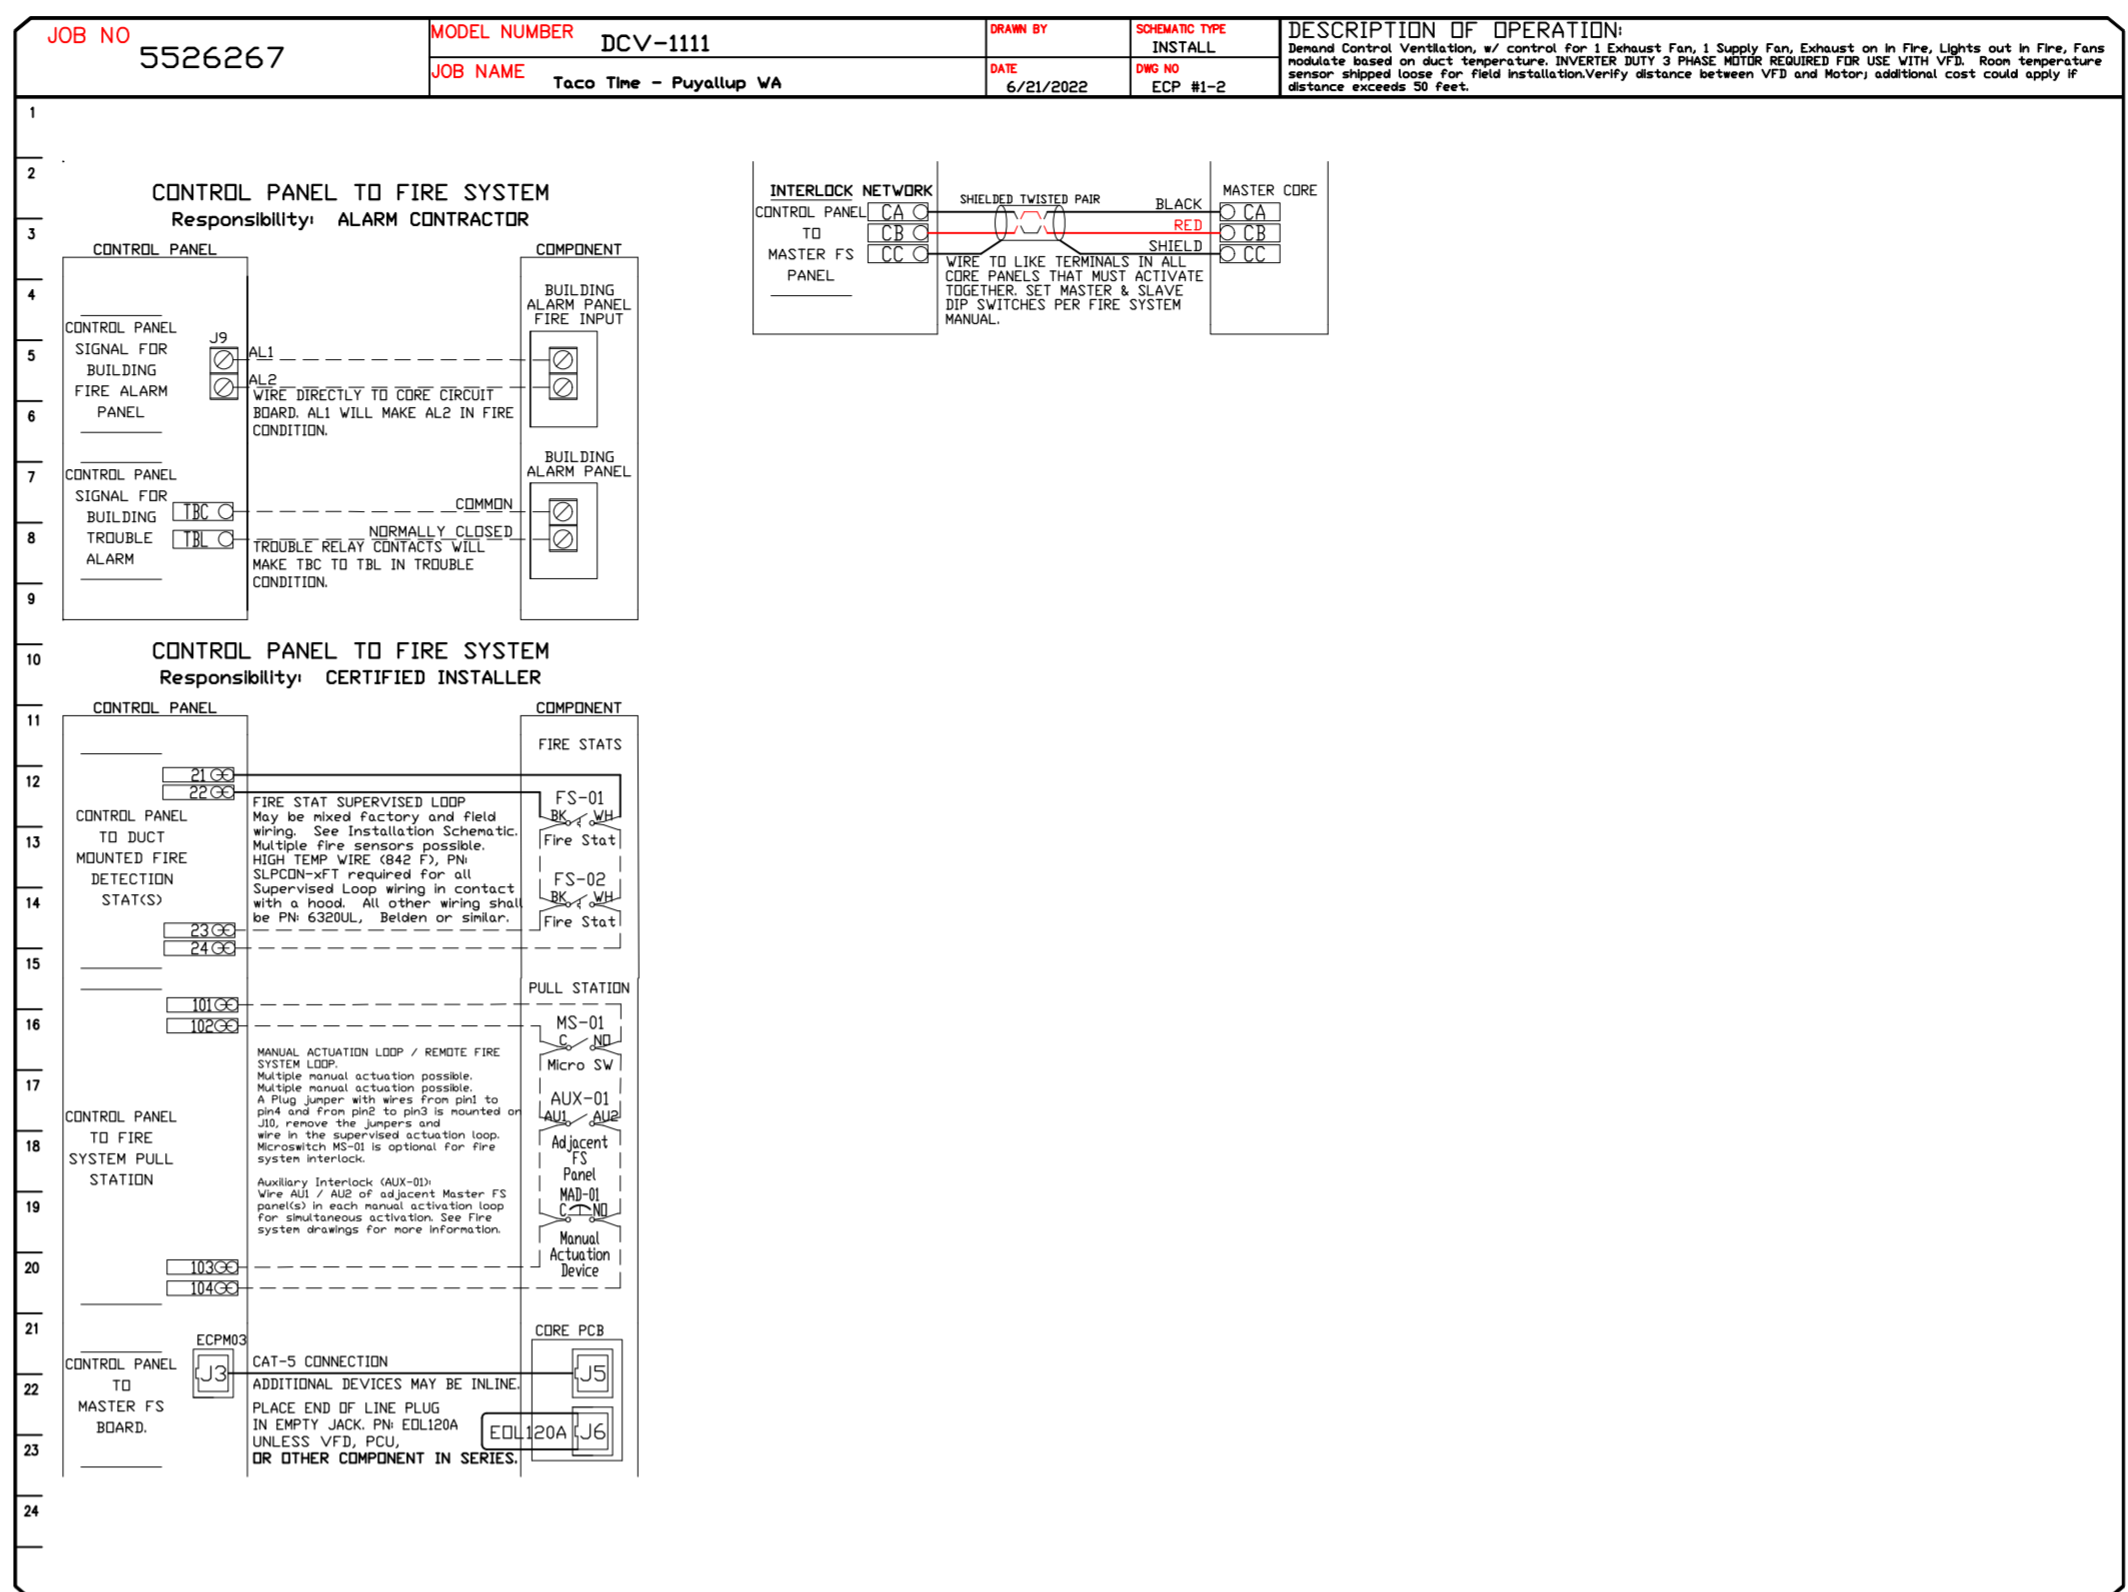 JOB NO
5526267
MODEL NUMBER
DCV-1111
JOB NAME
Taco Time - Puyallup WA
DRAWN BY
DATE
6/21/2022
SCHEMATIC TYPE
INSTALL
DWG NO
ECP #1-2
DESCRIPTION OF OPERATION:
Demand Control Ventilation, w/ control for 1 Exhaust Fan, 1 Supply Fan, Exhaust on in Fire, Lights out in Fire, Fans
modulate based on duct temperature. INVERTER DUTY 3 PHASE MOTOR REQUIRED FOR USE WITH VFD. Room temperature
sensor shipped loose for field installation.Verify distance between VFD and Motor; additional cost could apply if
distance exceeds 50 feet.
1
2
3
4
5
6
7
8
9
10
11
12
13
14
15
16
17
18
19
20
21
22
23
24
CONTROL PANEL TO FIRE SYSTEM
Responsibility: ALARM CONTRACTOR
CONTROL PANEL
COMPONENT
CONTROL PANEL
SIGNAL FOR
BUILDING
FIRE ALARM
PANEL
J9
AL1
AL2
WIRE DIRECTLY TO CORE CIRCUIT
BOARD. AL1 WILL MAKE AL2 IN FIRE
CONDITION.
BUILDING
ALARM PANEL
FIRE INPUT
CONTROL PANEL
SIGNAL FOR
BUILDING
TROUBLE
ALARM
TBC
TBL
COMMON
NORMALLY CLOSED
TROUBLE RELAY CONTACTS WILL
MAKE TBC TO TBL IN TROUBLE
CONDITION.
BUILDING
ALARM PANEL
INTERLOCK NETWORK
CONTROL PANEL
TO
MASTER FS
PANEL
CA
CB
CC
SHIELDED TWISTED PAIR
BLACK
RED
SHIELD
WIRE TO LIKE TERMINALS IN ALL
CORE PANELS THAT MUST ACTIVATE
TOGETHER. SET MASTER & SLAVE
DIP SWITCHES PER FIRE SYSTEM
MANUAL.
MASTER CORE
CA
CB
CC
CONTROL PANEL TO FIRE SYSTEM
Responsibility: CERTIFIED INSTALLER
CONTROL PANEL
COMPONENT
CONTROL PANEL
TO DUCT
MOUNTED FIRE
DETECTION
STAT(S)
21
22
23
24
FIRE STAT SUPERVISED LOOP
May be mixed factory and field
wiring. See Installation Schematic.
Multiple fire sensors possible.
HIGH TEMP WIRE (842 F), PN:
SLPCON-xFT required for all
Supervised Loop wiring in contact
with a hood. All other wiring shall
be PN: 6320UL, Belden or similar.
FIRE STATS
FS-01
BK WH
Fire Stat
FS-02
BK WH
Fire Stat
CONTROL PANEL
TO FIRE
SYSTEM PULL
STATION
101
102
103
104
MANUAL ACTUATION LOOP / REMOTE FIRE
SYSTEM LOOP.
Multiple manual actuation possible.
Multiple manual actuation possible.
A Plug jumper with wires from pin1 to
pin4 and from pin2 to pin3 is mounted on
J10, remove the jumpers and
wire in the supervised actuation loop.
Microswitch MS-01 is optional for fire
system interlock.
Auxiliary Interlock (AUX-01):
Wire AU1 / AU2 of adjacent Master FS
panel(s) in each manual activation loop
for simultaneous activation. See Fire
system drawings for more information.
PULL STATION
MS-01
C NO
Micro SW
AUX-01
AU1 AU2
Adjacent
FS
Panel
MAD-01
C NO
Manual
Actuation
Device
CONTROL PANEL
TO
MASTER FS
BOARD.
ECPM03
J3
CAT-5 CONNECTION
ADDITIONAL DEVICES MAY BE INLINE.
PLACE END OF LINE PLUG
IN EMPTY JACK. PN: EOL120A
UNLESS VFD, PCU,
OR OTHER COMPONENT IN SERIES.
CORE PCB
J5
EOL120A
J6